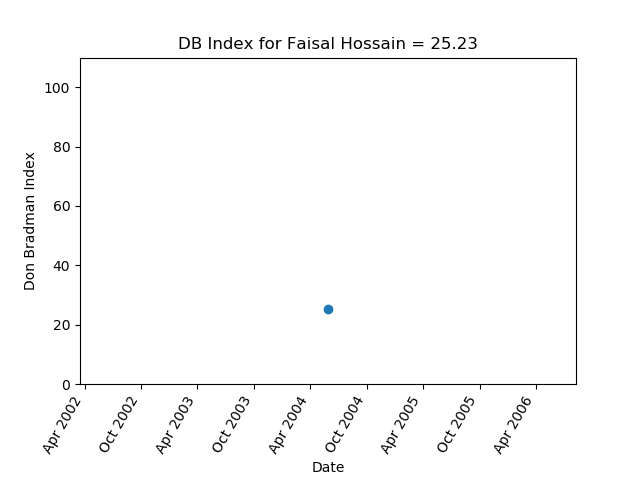 DB Index for Faisal Hossain = 25.23
100
80
60
40
20
0
Don Bradman Index
Apr 2002
Oct 2002
Apr 2003
Oct 2003
Apr 2004
Oct 2004
Apr 2005
Oct 2005
Apr 2006
Date